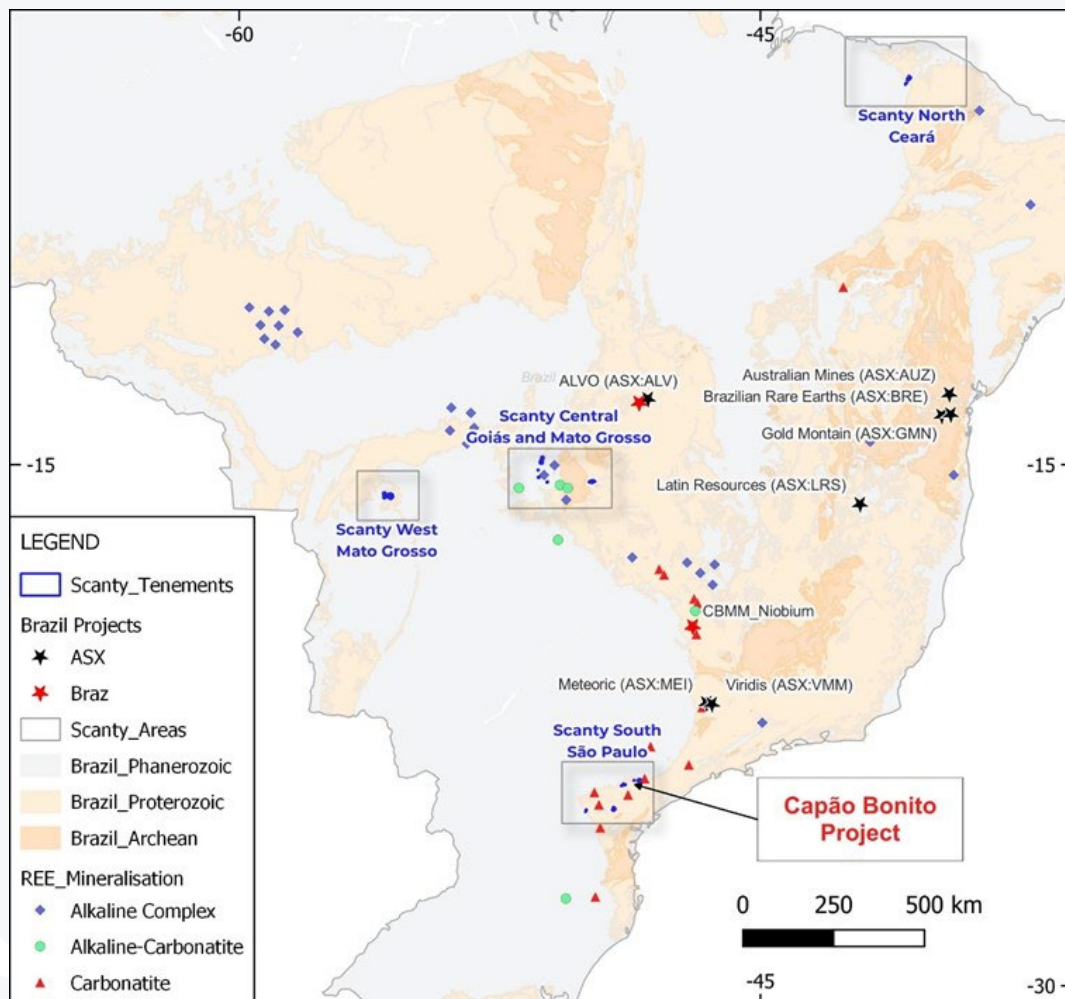 -60
-45
Scanty North
Ceará
Brazil
ALVO (ASX:ALV)
Australian Mines (ASX:AUZ)
Brazilian Rare Earths (ASX:BRE)
Scanty Central
Goiás and Mato Grosso
Gold Montain (ASX:GMN)
-15
-15
Latin Resources (ASX:LRS)
Scanty West
Mato Grosso
CBMM_Niobium
Meteoric (ASX:MEI)
Viridis (ASX:VMM)
Scanty South
São Paulo
Capão Bonito
Project
LEGEND
Scanty_Tenements
Brazil Projects
ASX
Braz
Scanty_Areas
Brazil_Phanerozoic
Brazil_Proterozoic
Brazil_Archean
REE_Mineralisation
Alkaline Complex
Alkaline-Carbonatite
Carbonatite
0 250 500 km
-45
-30